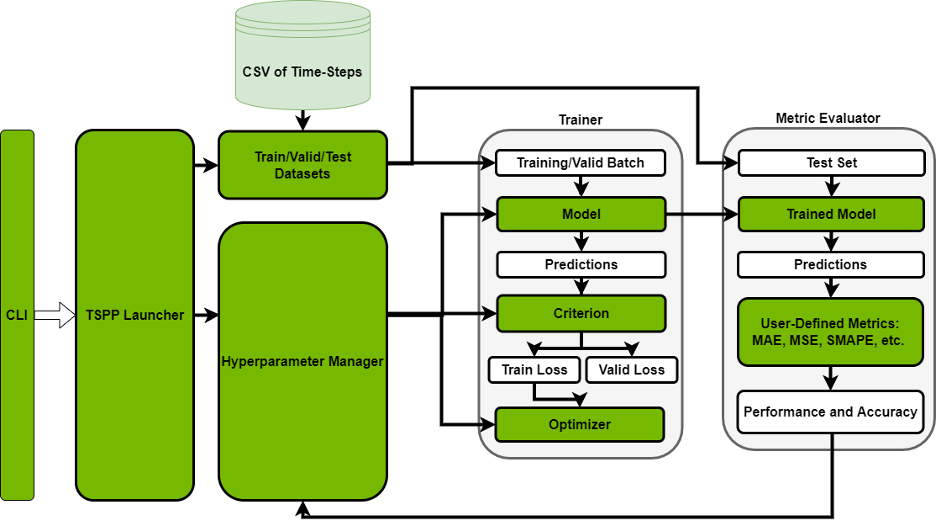 CSV of Time-Steps
CLI
TSPP Launcher
Train/Valid/Test
Datasets
Hyperparameter Manager
Trainer
Training/Valid Batch
Model
Predictions
Criterion
Train Loss
Valid Loss
Optimizer
Metric Evaluator
Test Set
Trained Model
Predictions
User-Defined Metrics:
MAE, MSE, SMAPE, etc.
Performance and Accuracy